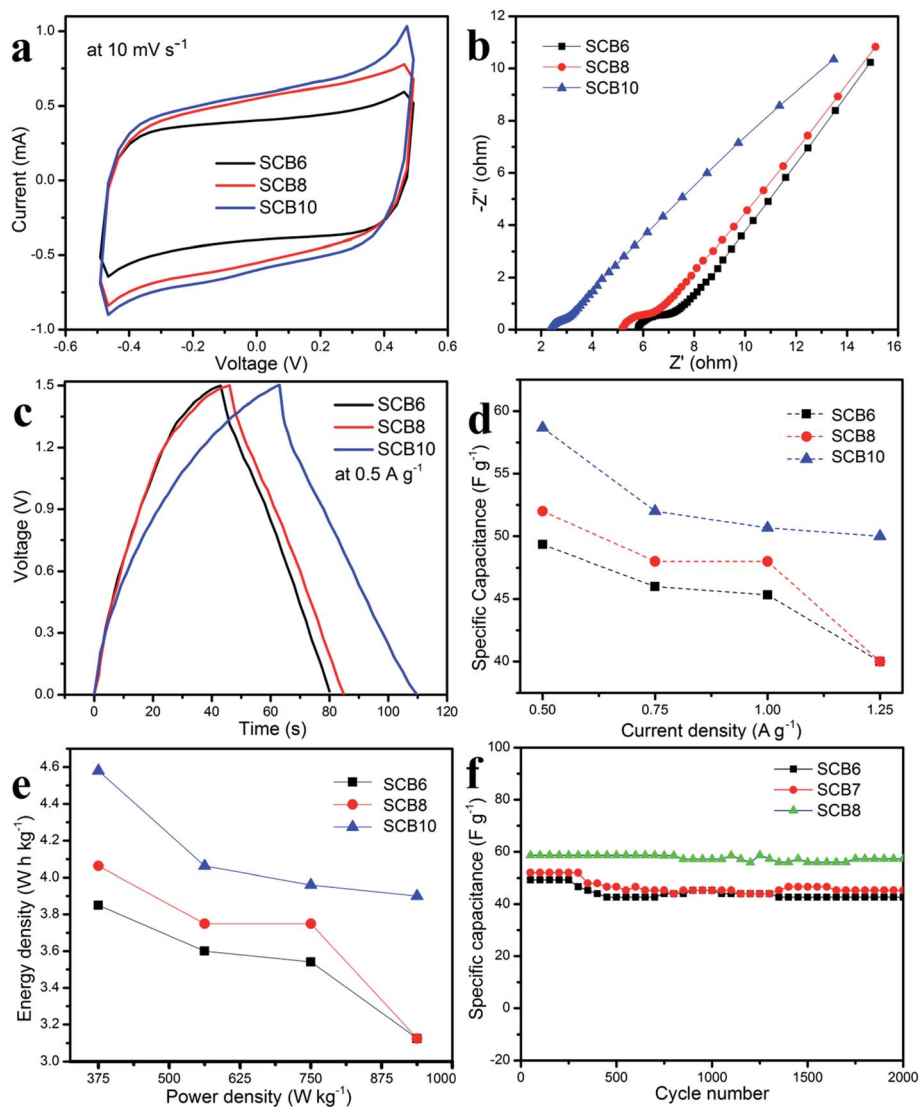 a
at 10 mV s⁻¹
SCB6
SCB8
SCB10
Current (mA)
1.0
0.5
0.0
-0.5
-1.0
-0.6 -0.4 -0.2 0.0 0.2 0.4 0.6
Voltage (V)
b
SCB6
SCB8
SCB10
-Z'' (ohm)
12
10
8
6
4
2
0
2 4 6 8 10 12 14 16
Z' (ohm)
c
SCB6
SCB8
SCB10
at 0.5 A g⁻¹
Voltage (V)
1.5
1.2
0.9
0.6
0.3
0.0
0 20 40 60 80 100 120
Time (s)
d
SCB6
SCB8
SCB10
Specific Capacitance (F g⁻¹)
60
55
50
45
40
0.50 0.75 1.00 1.25
Current density (A g⁻¹)
e
SCB6
SCB8
SCB10
Energy density (W h kg⁻¹)
4.6
4.4
4.2
4.0
3.8
3.6
3.4
3.2
3.0
375 500 625 750 875 1000
Power density (W kg⁻¹)
f
SCB6
SCB7
SCB8
Specific capacitance (F g⁻¹)
100
80
60
40
20
0
-20
0 500 1000 1500 2000
Cycle number